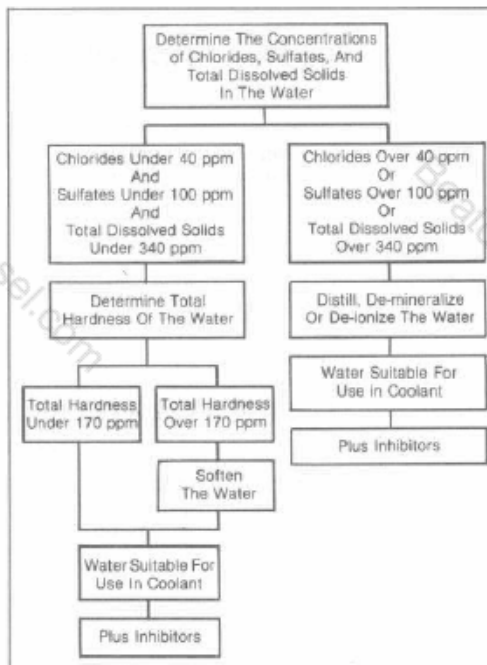 Determine The Concentrations
of Chlorides, Sulfates, And
Total Dissolved Solids
In The Water
Chlorides Under 40 ppm
And
Sulfates Under 100 ppm
And
Total Dissolved Solids
Under 340 ppm
Chlorides Over 40 ppm
Or
Sulfates Over 100 ppm
Or
Total Dissolved Solids
Over 340 ppm
Determine Total
Hardness Of The Water
Distill, De-mineralize
Or De-ionize The Water
Water Suitable For
Use in Coolant
Plus Inhibitors
Total Hardness
Under 170 ppm
Total Hardness
Over 170 ppm
Soften
The Water
Water Suitable For
Use In Coolant
Plus Inhibitors
sel.com